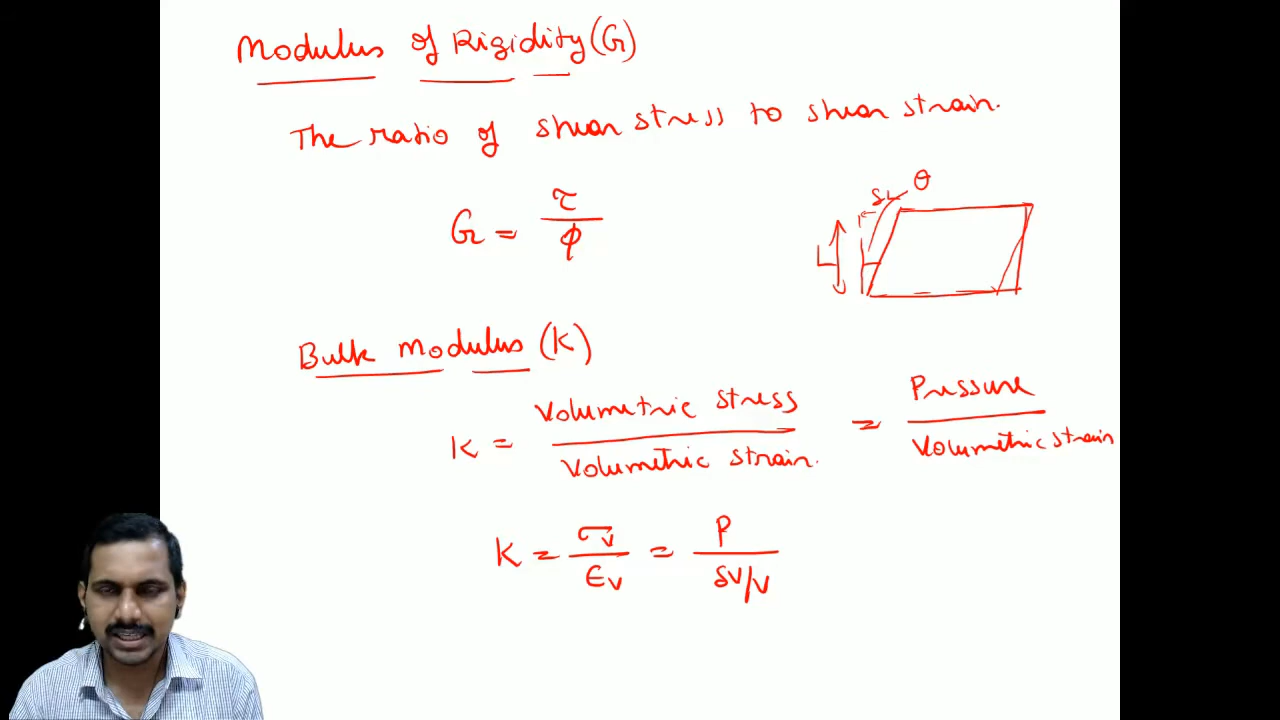 Modulus of Rigidity (G)
The ratio of shear stress to shear strain.
G = τ / φ
δL θ
L
Bulk Modulus (K)
K = Volumetric stress / Volumetric strain. = Pressure / Volumetric strain
K = σv / ϵv = P / δV/V